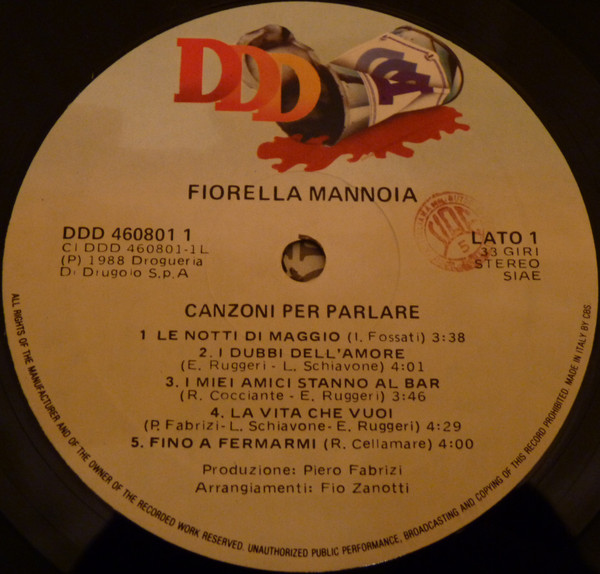 DDD
FIORELLA MANNOIA
DDD 460801 1
CI DDD 460801-1L
(P) 1988 Drogueria
Di Drugolo S.p.A
LATO 1
33 GIRI
STEREO
SIAE
CANZONI PER PARLARE
1 LE NOTTI DI MAGGIO (I. Fossati) 3:38
2. I DUBBI DELL'AMORE
(E. Ruggeri - L. Schiavone) 4:01
3. I MIEI AMICI STANNO AL BAR
(R. Cocciante - E. Ruggeri) 3:46
4. LA VITA CHE VUOI
(P. Fabrizi - L. Schiavone - E. Ruggeri) 4:29
5. FINO A FERMARMI (R. Cellamare) 4:00
Produzione: Piero Fabrizi
Arrangiamenti: Fio Zanotti
ALL RIGHTS OF THE MANUFACTURER AND OF THE OWNER OF THE RECORDED WORK RESERVED. UNAUTHORIZED PUBLIC PERFORMANCE, BROADCASTING AND COPYING OF THIS RECORD PROHIBITED. MADE IN ITALY BY CBS